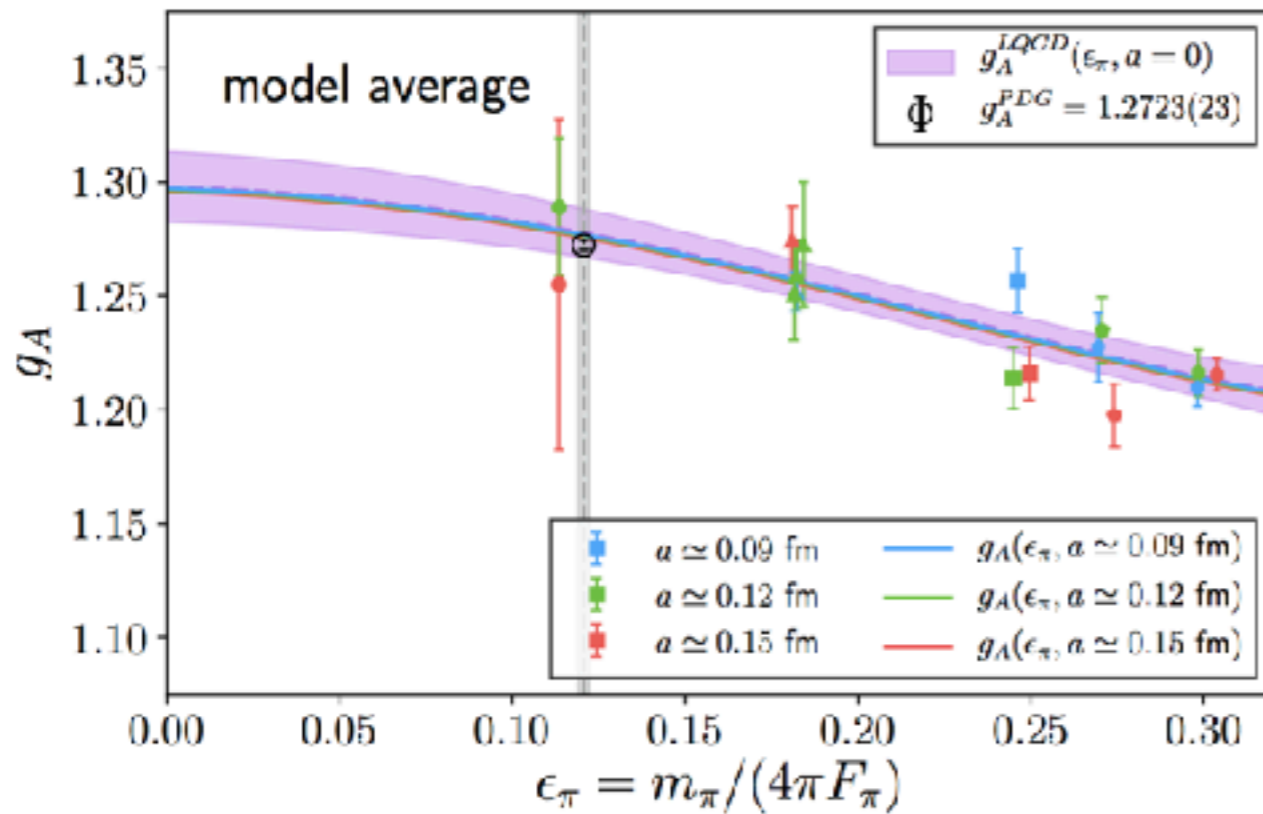 model average
g_A^{LQCD}(ϵ_π, a = 0)
g_A^{PDG} = 1.2723(23)
1.35
1.30
1.25
1.20
1.15
1.10
g_A
a ≃ 0.09 fm
g_A(ϵ_π, a ≃ 0.09 fm)
a ≃ 0.12 fm
g_A(ϵ_π, a ≃ 0.12 fm)
a ≃ 0.15 fm
g_A(ϵ_π, a ≃ 0.15 fm)
0.00 0.05 0.10 0.15 0.20 0.25 0.30
ϵ_π = m_π/(4πF_π)